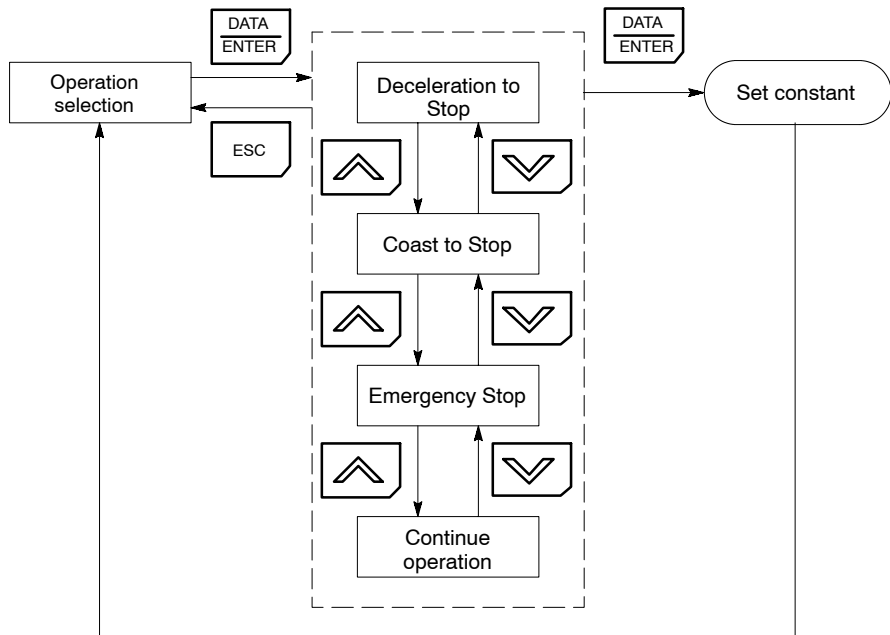 DATA
ENTER
DATA
ENTER
Operation
selection
Deceleration to
Stop
Set constant
ESC
Coast to Stop
Emergency Stop
Continue
operation